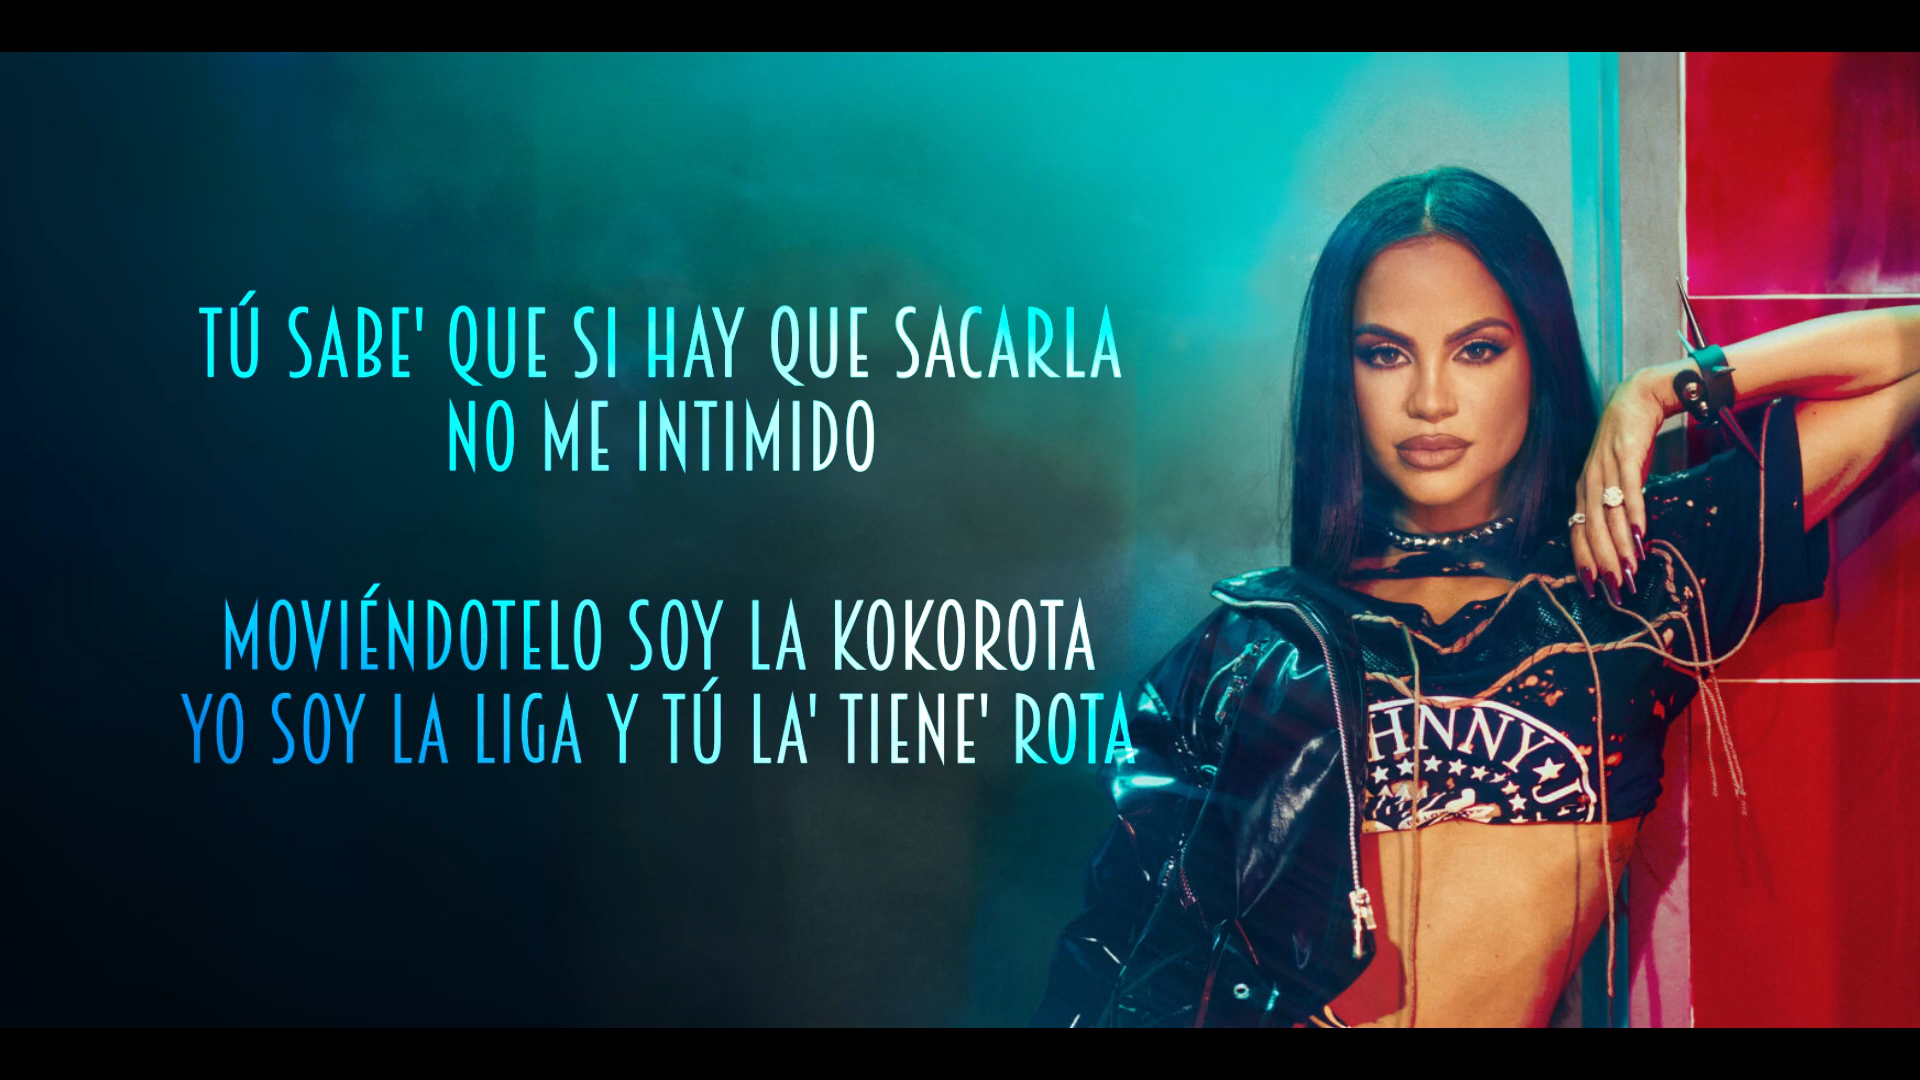 TÚ SABE' QUE SI HAY QUE SACARLA
NO ME INTIMIDO
MOVIÉNDOTELO SOY LA KOKOROTA
YO SOY LA LIGA Y TÚ LA' TIENE' ROTA
HNNY★J